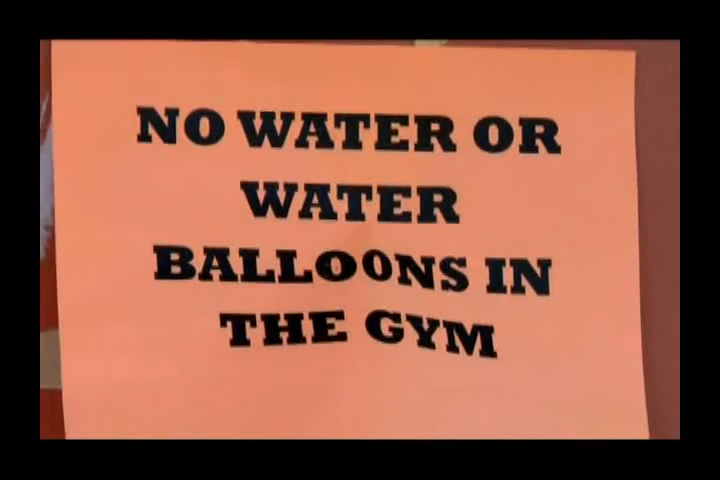 NO WATER OR
WATER
BALLOONS IN
THE GYM